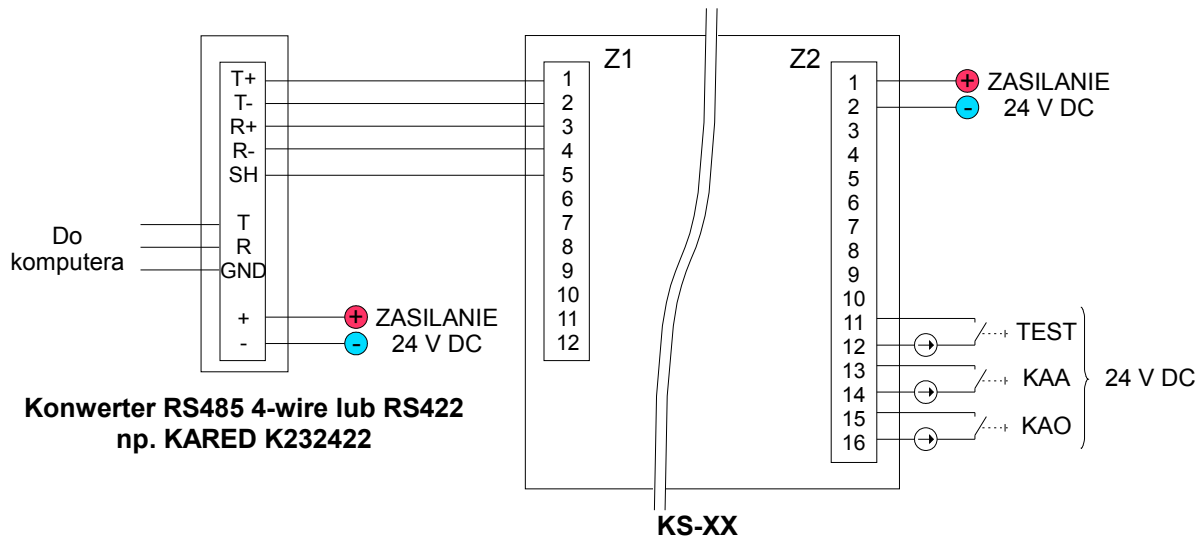 T+
T-
R+
R-
SH
T
R
GND
+
-
Do
komputera
+ ZASILANIE
- 24 V DC
Konwerter RS485 4-wire lub RS422
np. KARED K232422
Z1
1
2
3
4
5
6
7
8
9
10
11
12
Z2
1
2
3
4
5
6
7
8
9
10
11
12
13
14
15
16
+ ZASILANIE
- 24 V DC
TEST
KAA
KAO
24 V DC
KS-XX